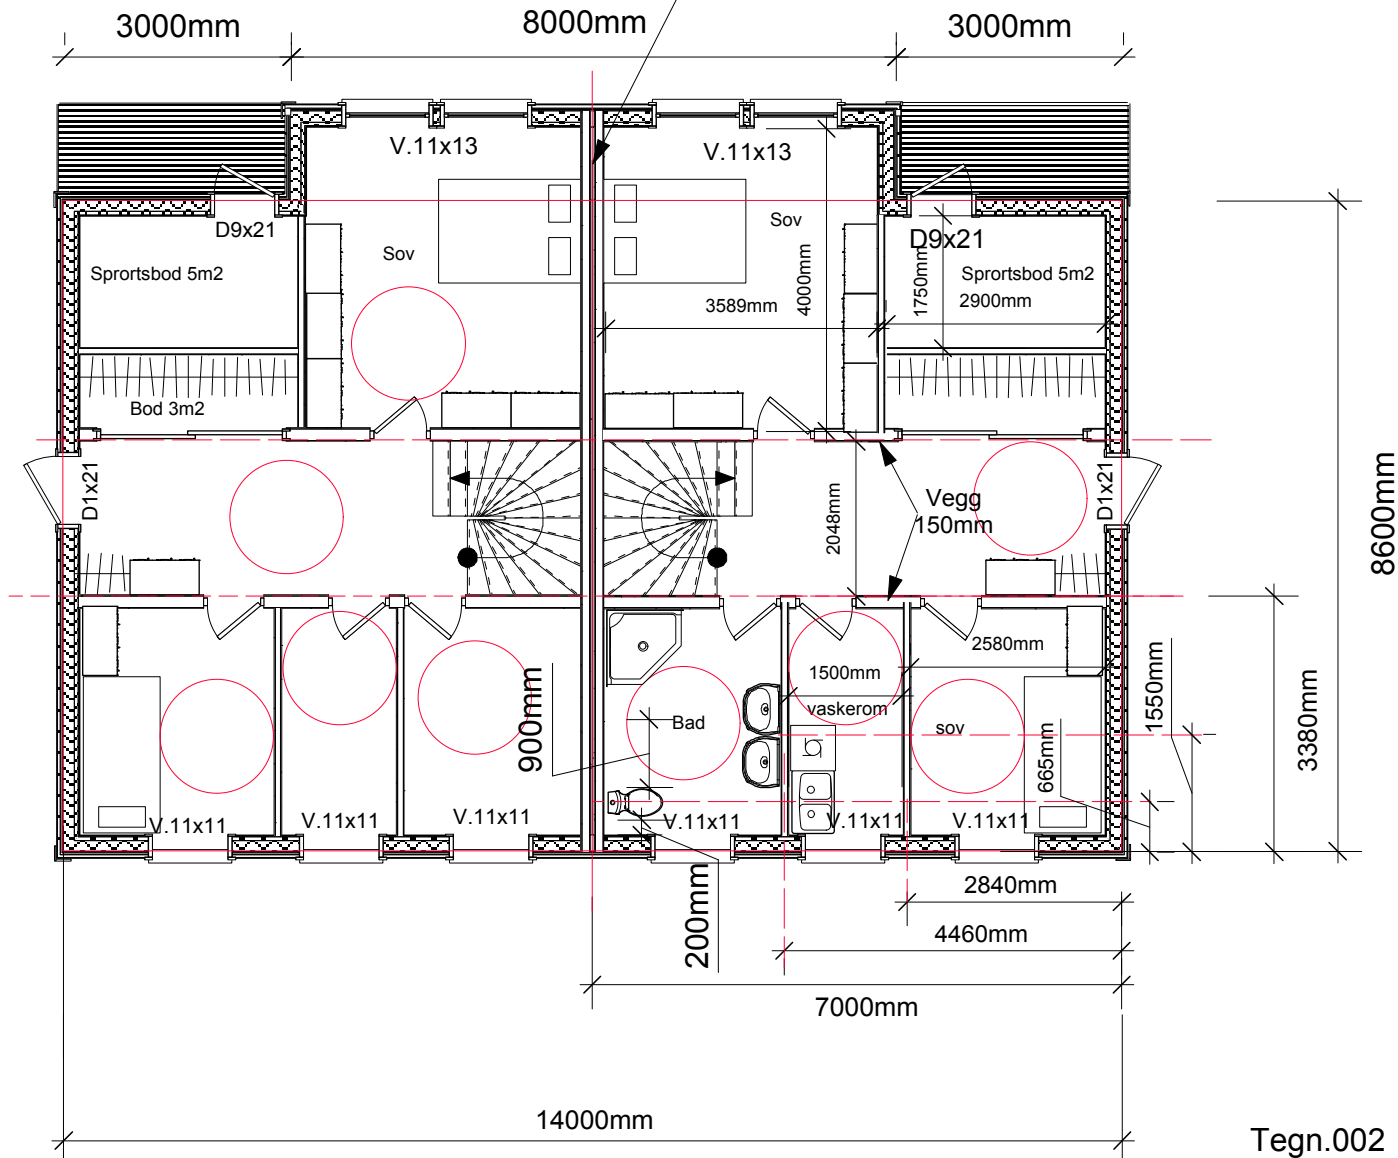 3000mm 8000mm 3000mm
V.11x13 V.11x13
D9x21 Sov Sov D9x21
Sprortsbod 5m2 4000mm 1750mm Sprortsbod 5m2
3589mm 2900mm
Bod 3m2
D1x21 Vegg D1x21
2048mm 150mm
8600mm
2580mm
1500mm
vaskerom
900mm Bad sov 665mm 1550mm 3380mm
V.11x11 V.11x11 V.11x11 V.11x11 V.11x11 V.11x11
200mm 2840mm
4460mm
7000mm
14000mm
Tegn.002